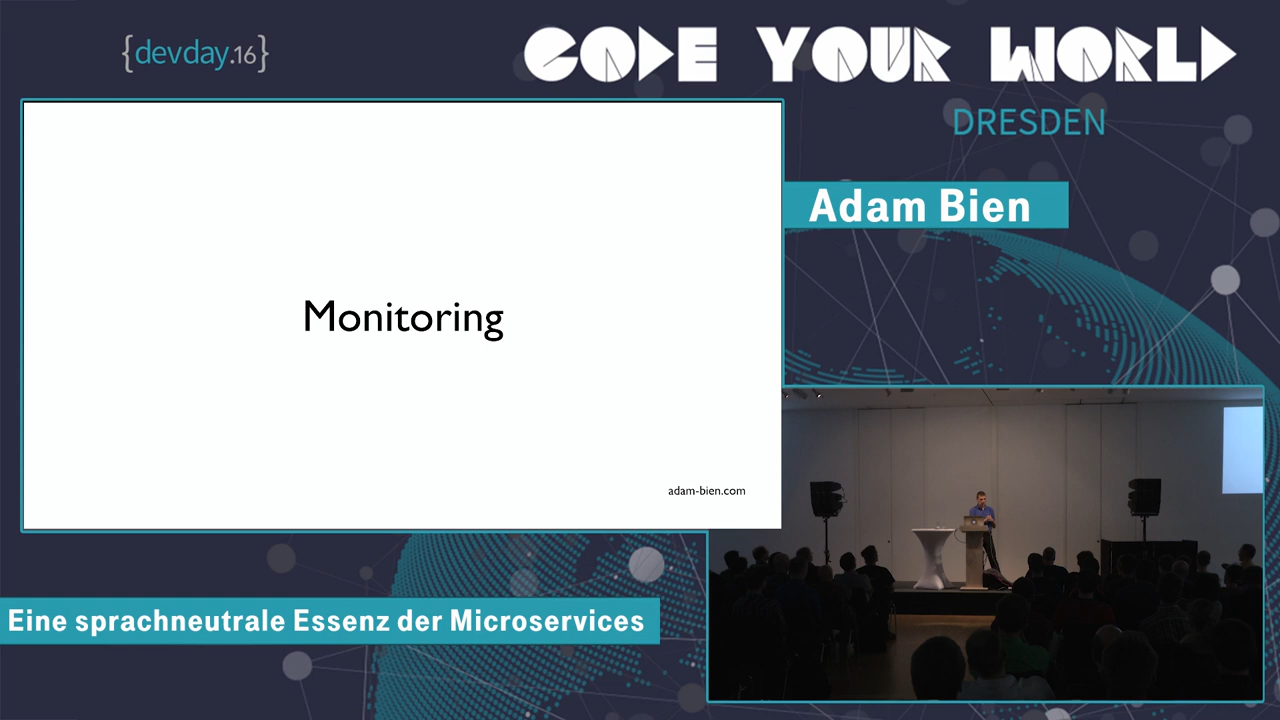 {devday.16}
CODE YOUR WORLD
DRESDEN
Adam Bien
Monitoring
adam-bien.com
Eine sprachneutrale Essenz der Microservices